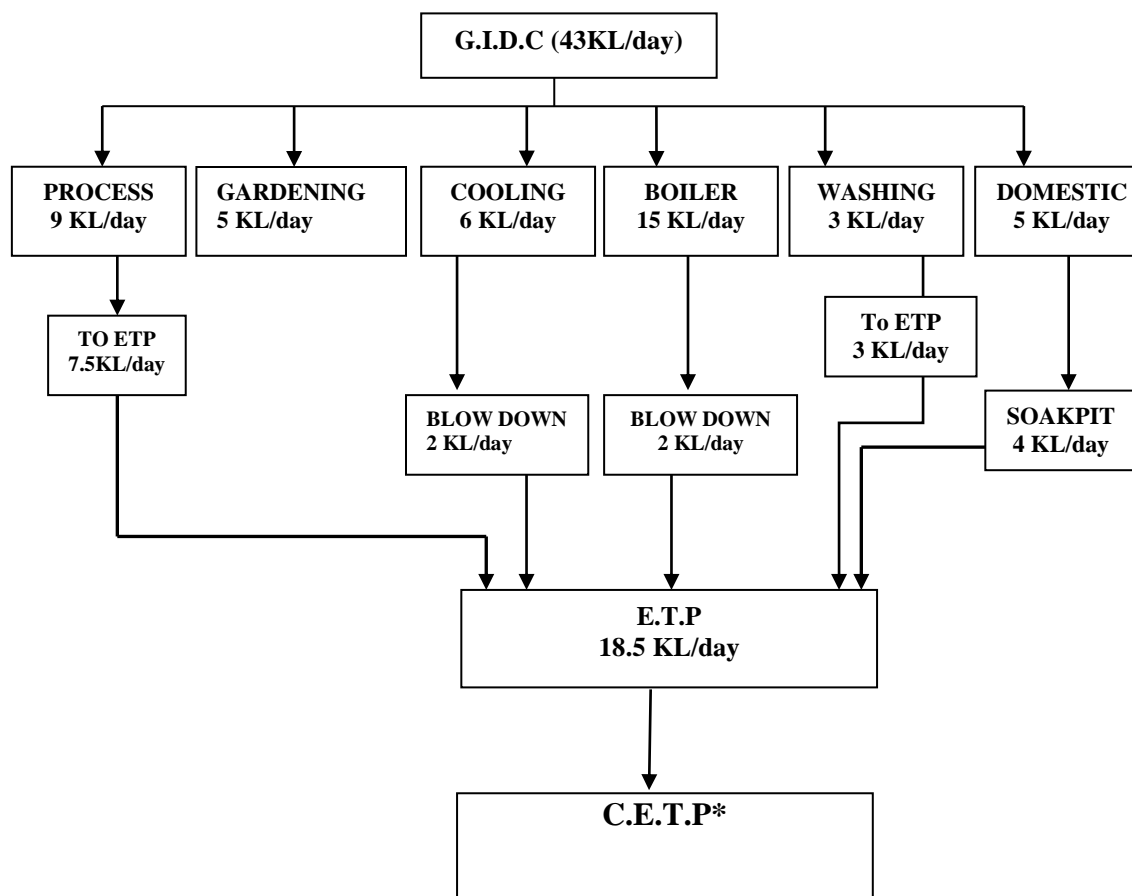 G.I.D.C (43KL/day)
PROCESS
9 KL/day
GARDENING
5 KL/day
COOLING
6 KL/day
BOILER
15 KL/day
WASHING
3 KL/day
DOMESTIC
5 KL/day
TO ETP
7.5KL/day
To ETP
3 KL/day
BLOW DOWN
2 KL/day
BLOW DOWN
2 KL/day
SOAKPIT
4 KL/day
E.T.P
18.5 KL/day
C.E.T.P*